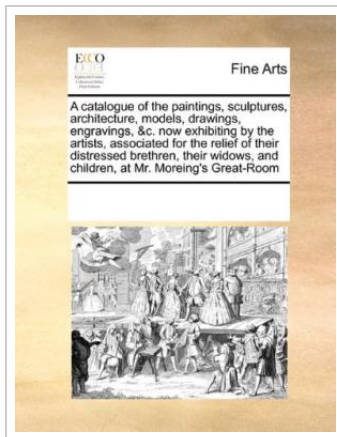 ECCO
Fine Arts
A catalogue of the paintings, sculptures,
architecture, models, drawings,
engravings, &c. now exhibiting by the
artists, associated for the relief of their
distressed brethren, their widows, and
children, at Mr. Moreing's Great-Room